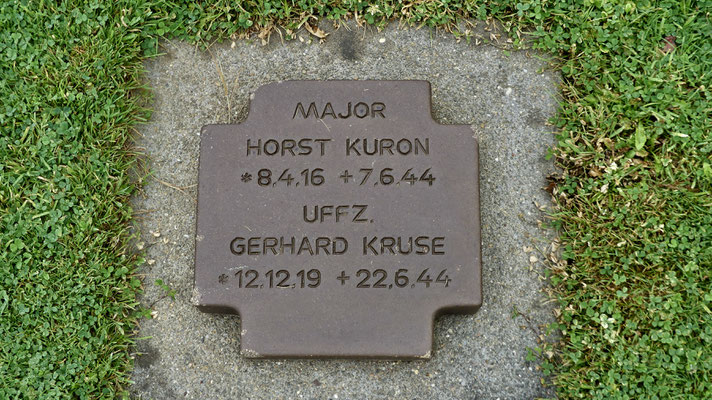 MAJOR
HORST KURON
*8.4.16 +7.6.44
UFFZ.
GERHARD KRUSE
*12.12.19 +22.6.44